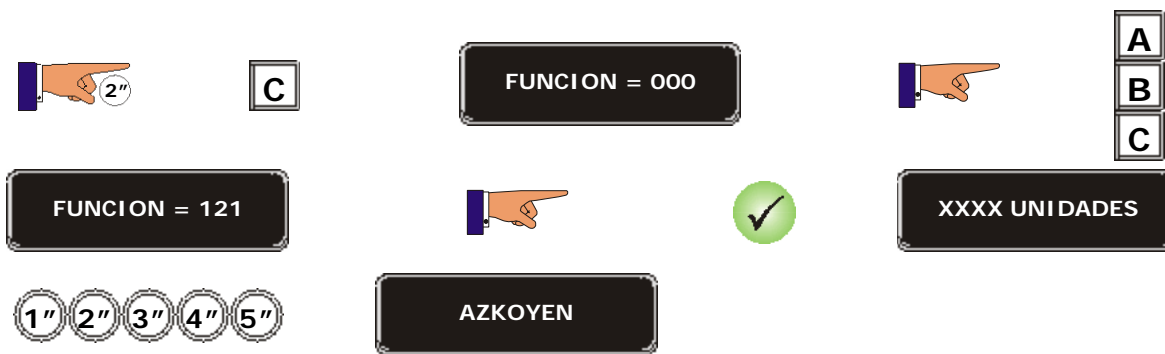 2" C FUNCION = 000 A
B
C
FUNCION = 121 XXXX UNIDADES
1" 2" 3" 4" 5" AZKOYEN